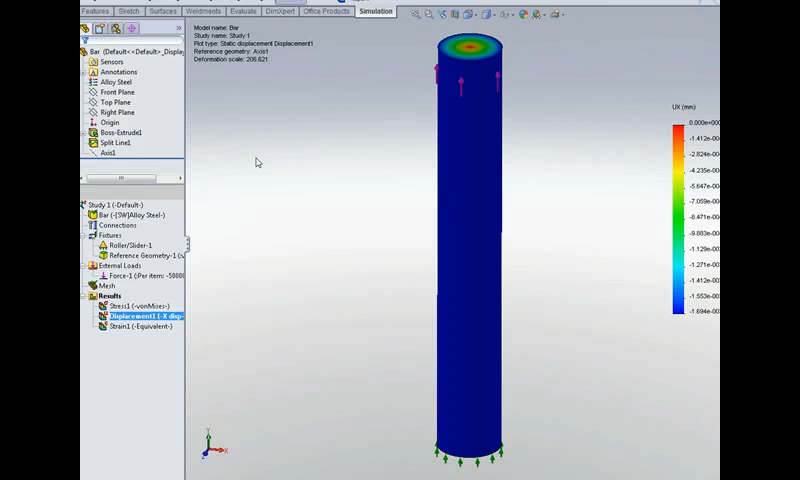 Features Sketch Surfaces Weldments Evaluate DimXpert Office Products Simulation
Bar (Default<<Default>_Display
Sensors
Annotations
Alloy Steel
Front Plane
Top Plane
Right Plane
Origin
Boss-Extrude1
Split Line1
Axis1
Study 1 (-Default-)
Bar (-[SW]Alloy Steel-)
Connections
Fixtures
Roller/Slider-1
Reference Geometry-1
External Loads
Force-1 (:Per item: -50000
Mesh
Results
Stress1 (-vonMises-)
Displacement1 (-X disp-
Strain1 (-Equivalent-)
Model name: Bar
Study name: Study 1
Plot type: Static displacement Displacement1
Reference geometry: Axis1
Deformation scale: 206.621
UX (mm)
0.000e+00
-1.412e-00
-2.824e-00
-4.235e-00
-5.647e-00
-7.059e-00
-8.471e-00
-9.883e-00
-1.129e-00
-1.271e-00
-1.412e-00
-1.553e-00
-1.694e-00
Y
X
Z